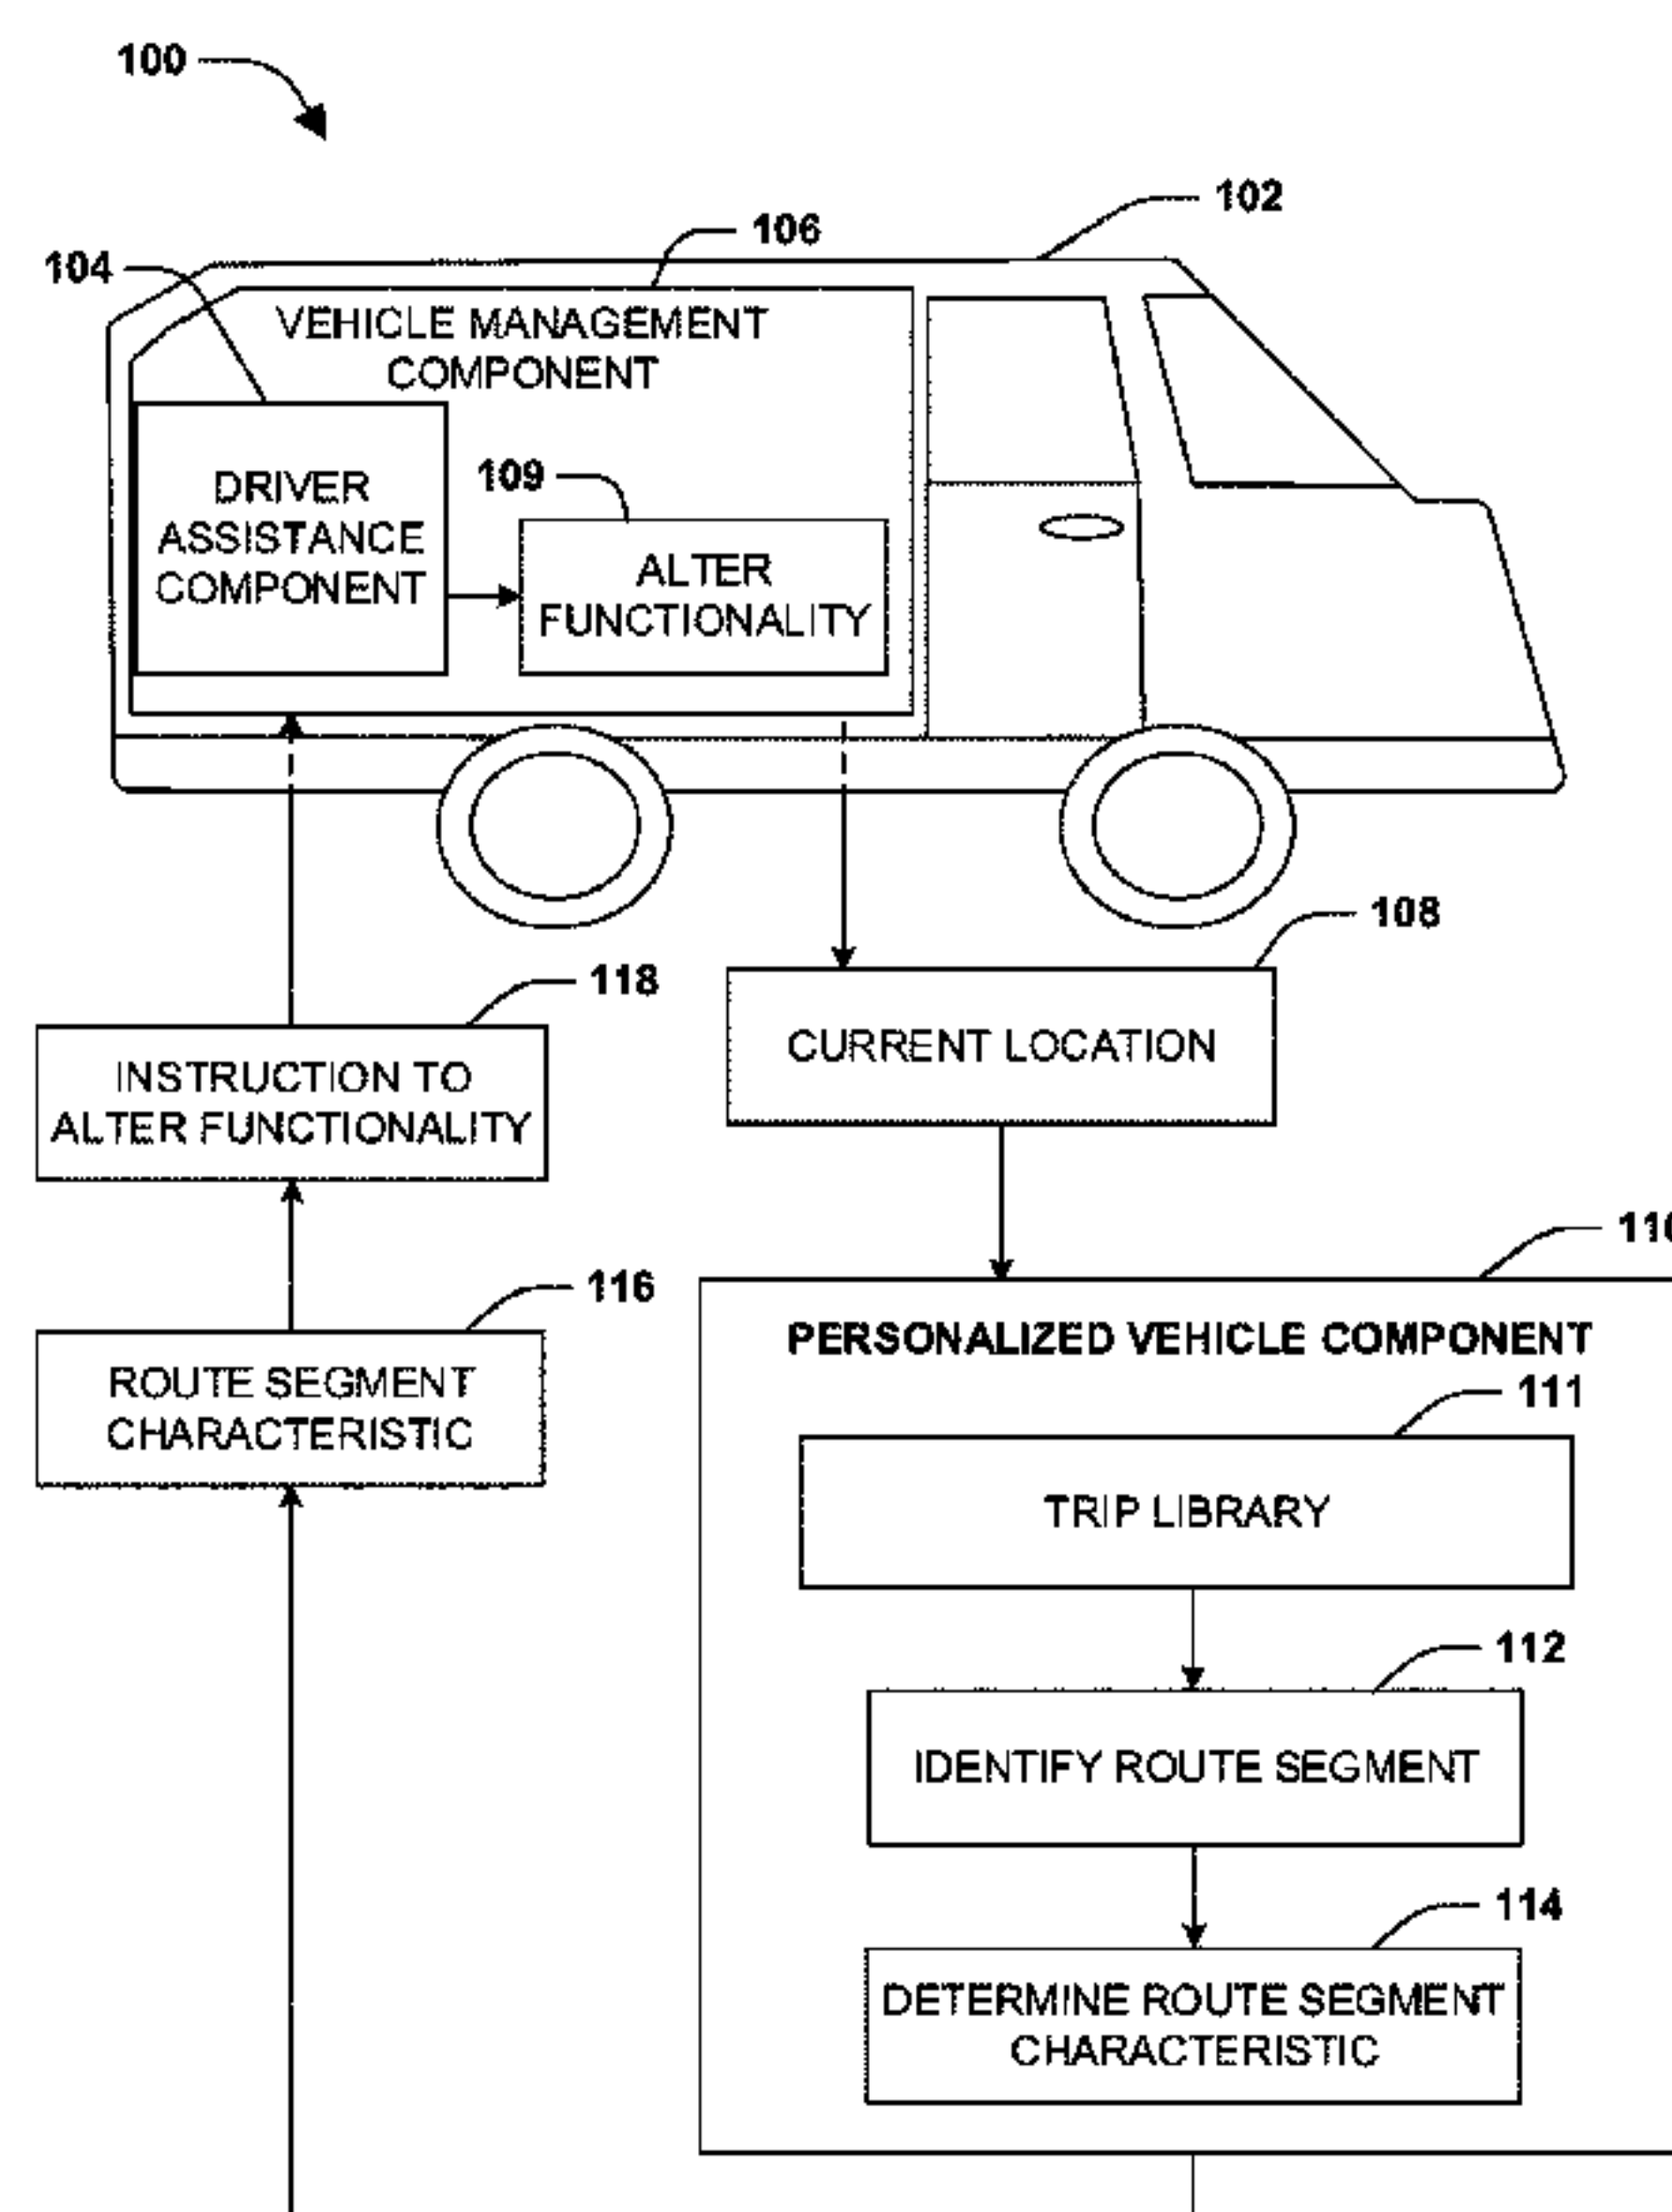 100
102
106
104
VEHICLE MANAGEMENT
COMPONENT
DRIVER
ASSISTANCE
COMPONENT
109
ALTER
FUNCTIONALITY
108
118
CURRENT LOCATION
INSTRUCTION TO
ALTER FUNCTIONALITY
110
116
PERSONALIZED VEHICLE COMPONENT
ROUTE SEGMENT
CHARACTERISTIC
111
TRIP LIBRARY
112
IDENTIFY ROUTE SEGMENT
114
DETERMINE ROUTE SEGMENT
CHARACTERISTIC